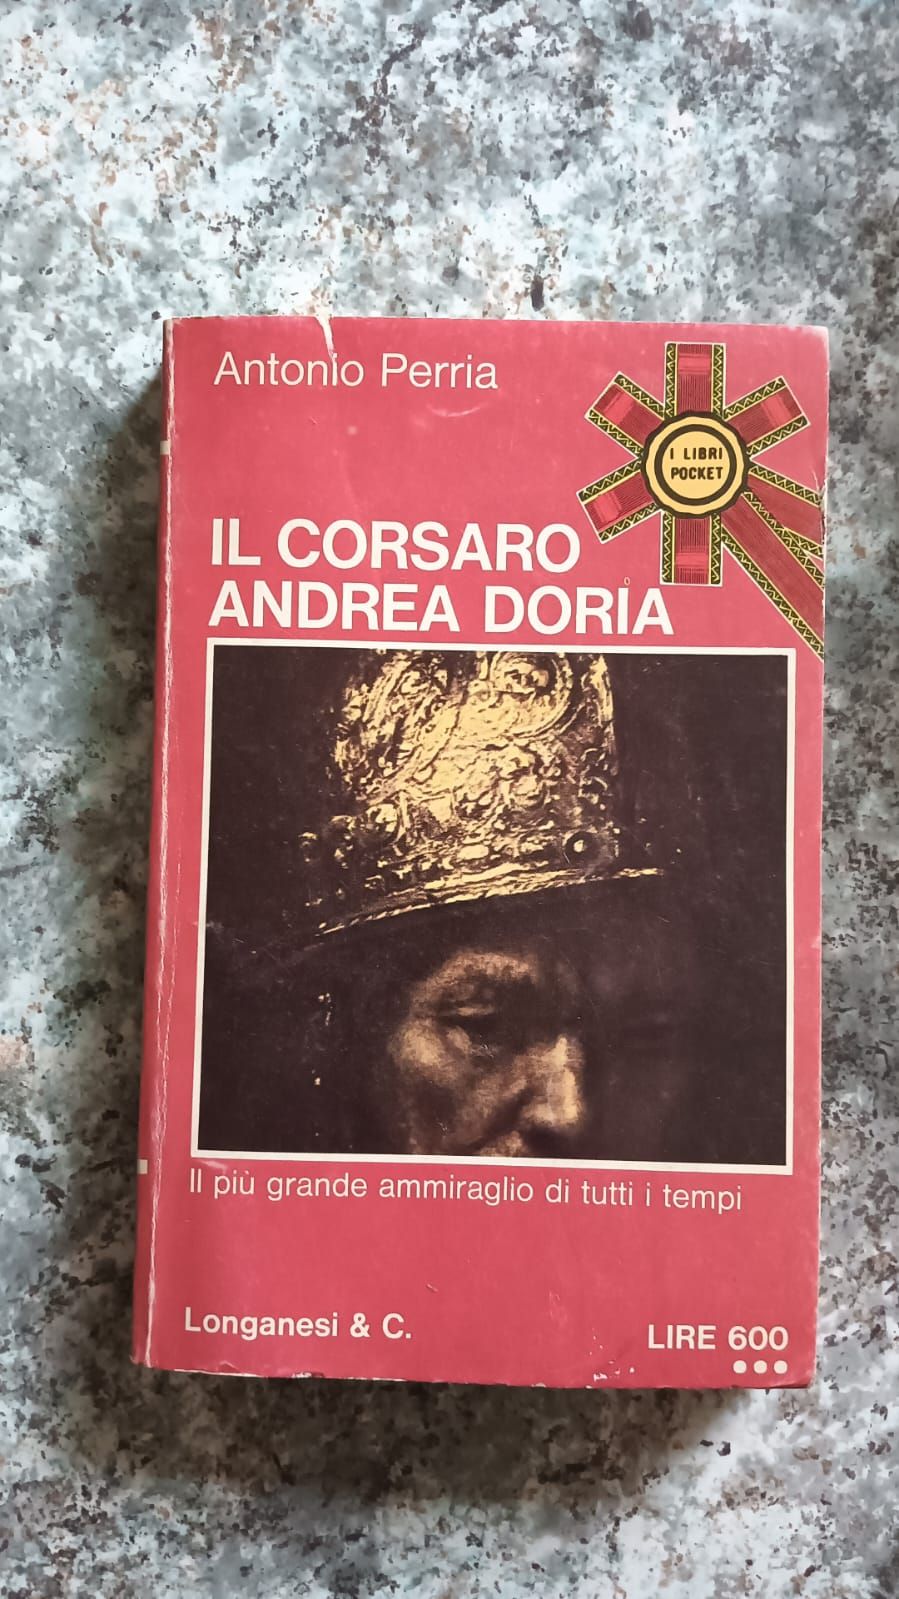 Antonio Perria
I LIBRI
POCKET
IL CORSARO
ANDREA DORIA
Il più grande ammiraglio di tutti i tempi
Longanesi & C.
LIRE 600